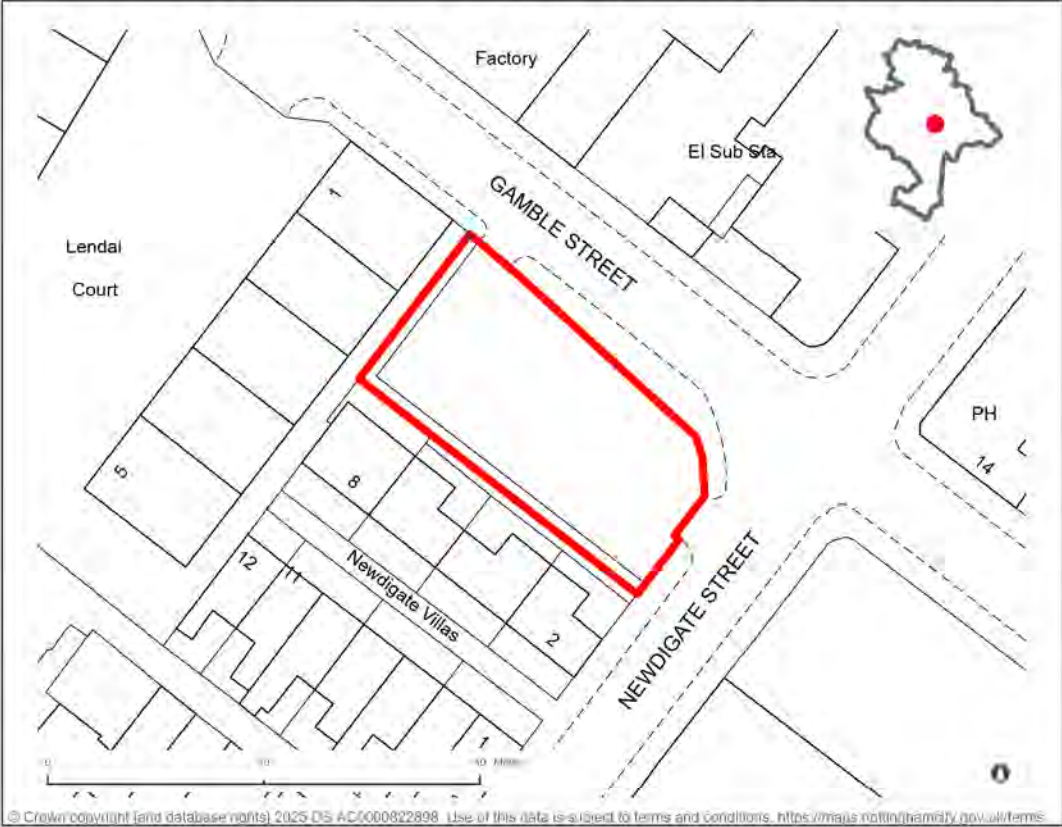 Factory
El Sub Sta
GAMBLE STREET
1
Lendal
Court
PH
14
5
8
12
11
Newdigate Villas
2
NEWDIGATE STREET
1
© Crown copyright [and database rights] 2025 OS AC0000822898. Use of this data is subject to terms and conditions.